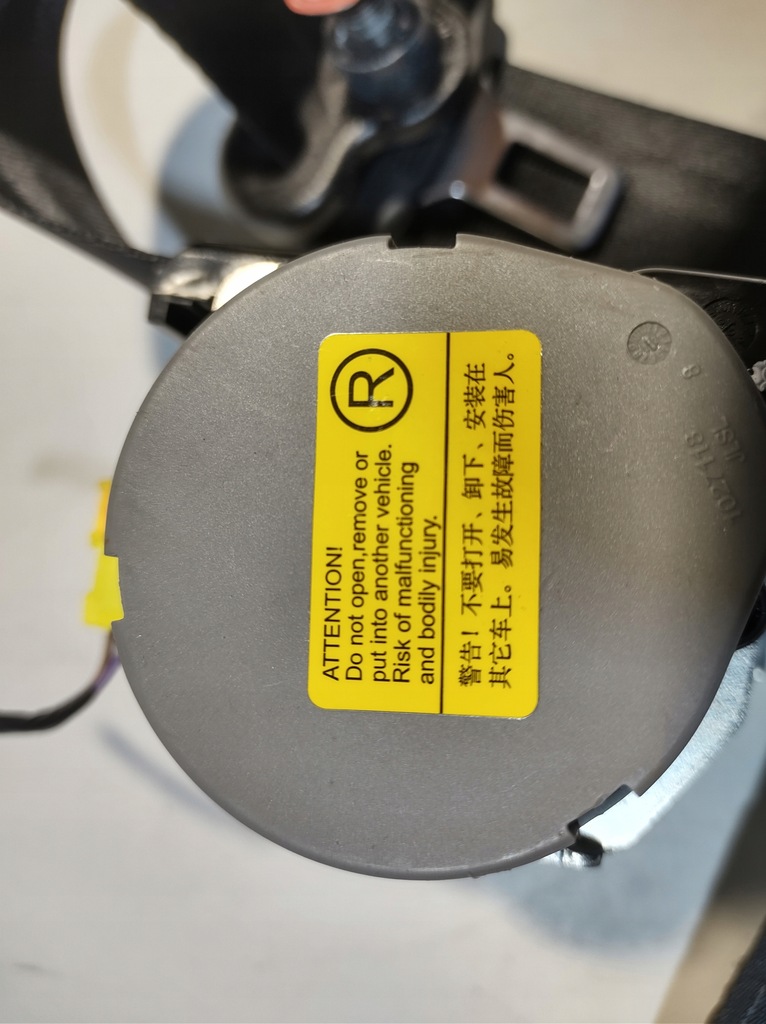 ATTENTION!
Do not open,remove or
put into another vehicle.
Risk of malfunctioning
and bodily injury.
R
警告！不要打开、卸下、安装在
其它车上。易发生故障而伤害人。
8
JSL